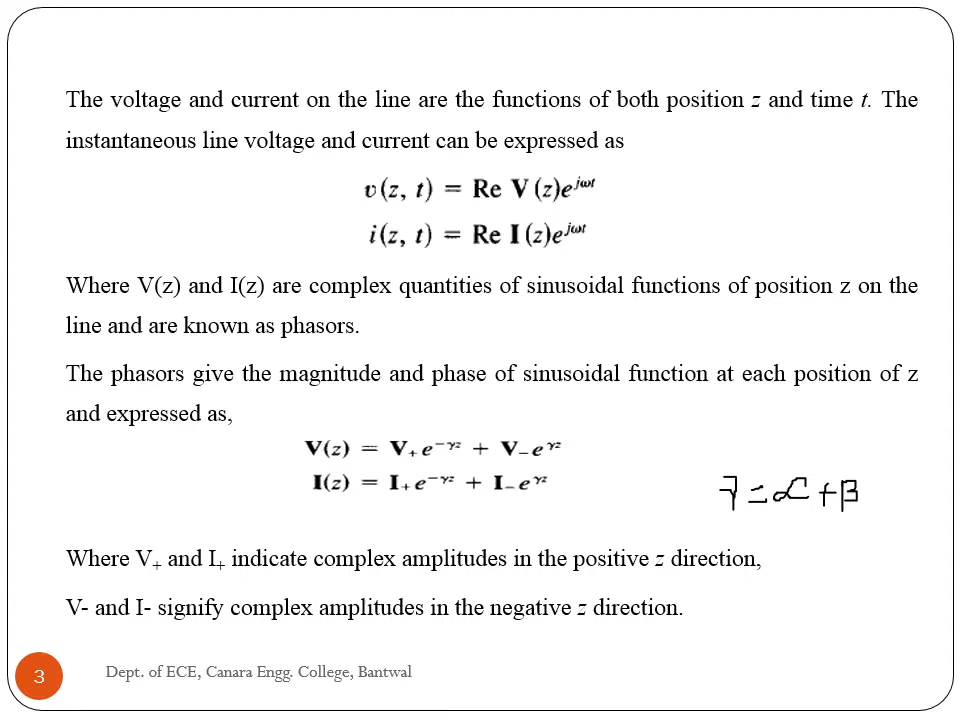 The voltage and current on the line are the functions of both position z and time t. The
instantaneous line voltage and current can be expressed as
v(z, t) = Re V(z)e^{jωt}
i(z, t) = Re I(z)e^{jωt}
Where V(z) and I(z) are complex quantities of sinusoidal functions of position z on the
line and are known as phasors.
The phasors give the magnitude and phase of sinusoidal function at each position of z
and expressed as,
V(z) = V₊e^{−γz} + V₋e^{γz}
I(z) = I₊e^{−γz} + I₋e^{γz}
γ = α + β
Where V₊ and I₊ indicate complex amplitudes in the positive z direction,
V- and I- signify complex amplitudes in the negative z direction.
3 Dept. of ECE, Canara Engg. College, Bantwal